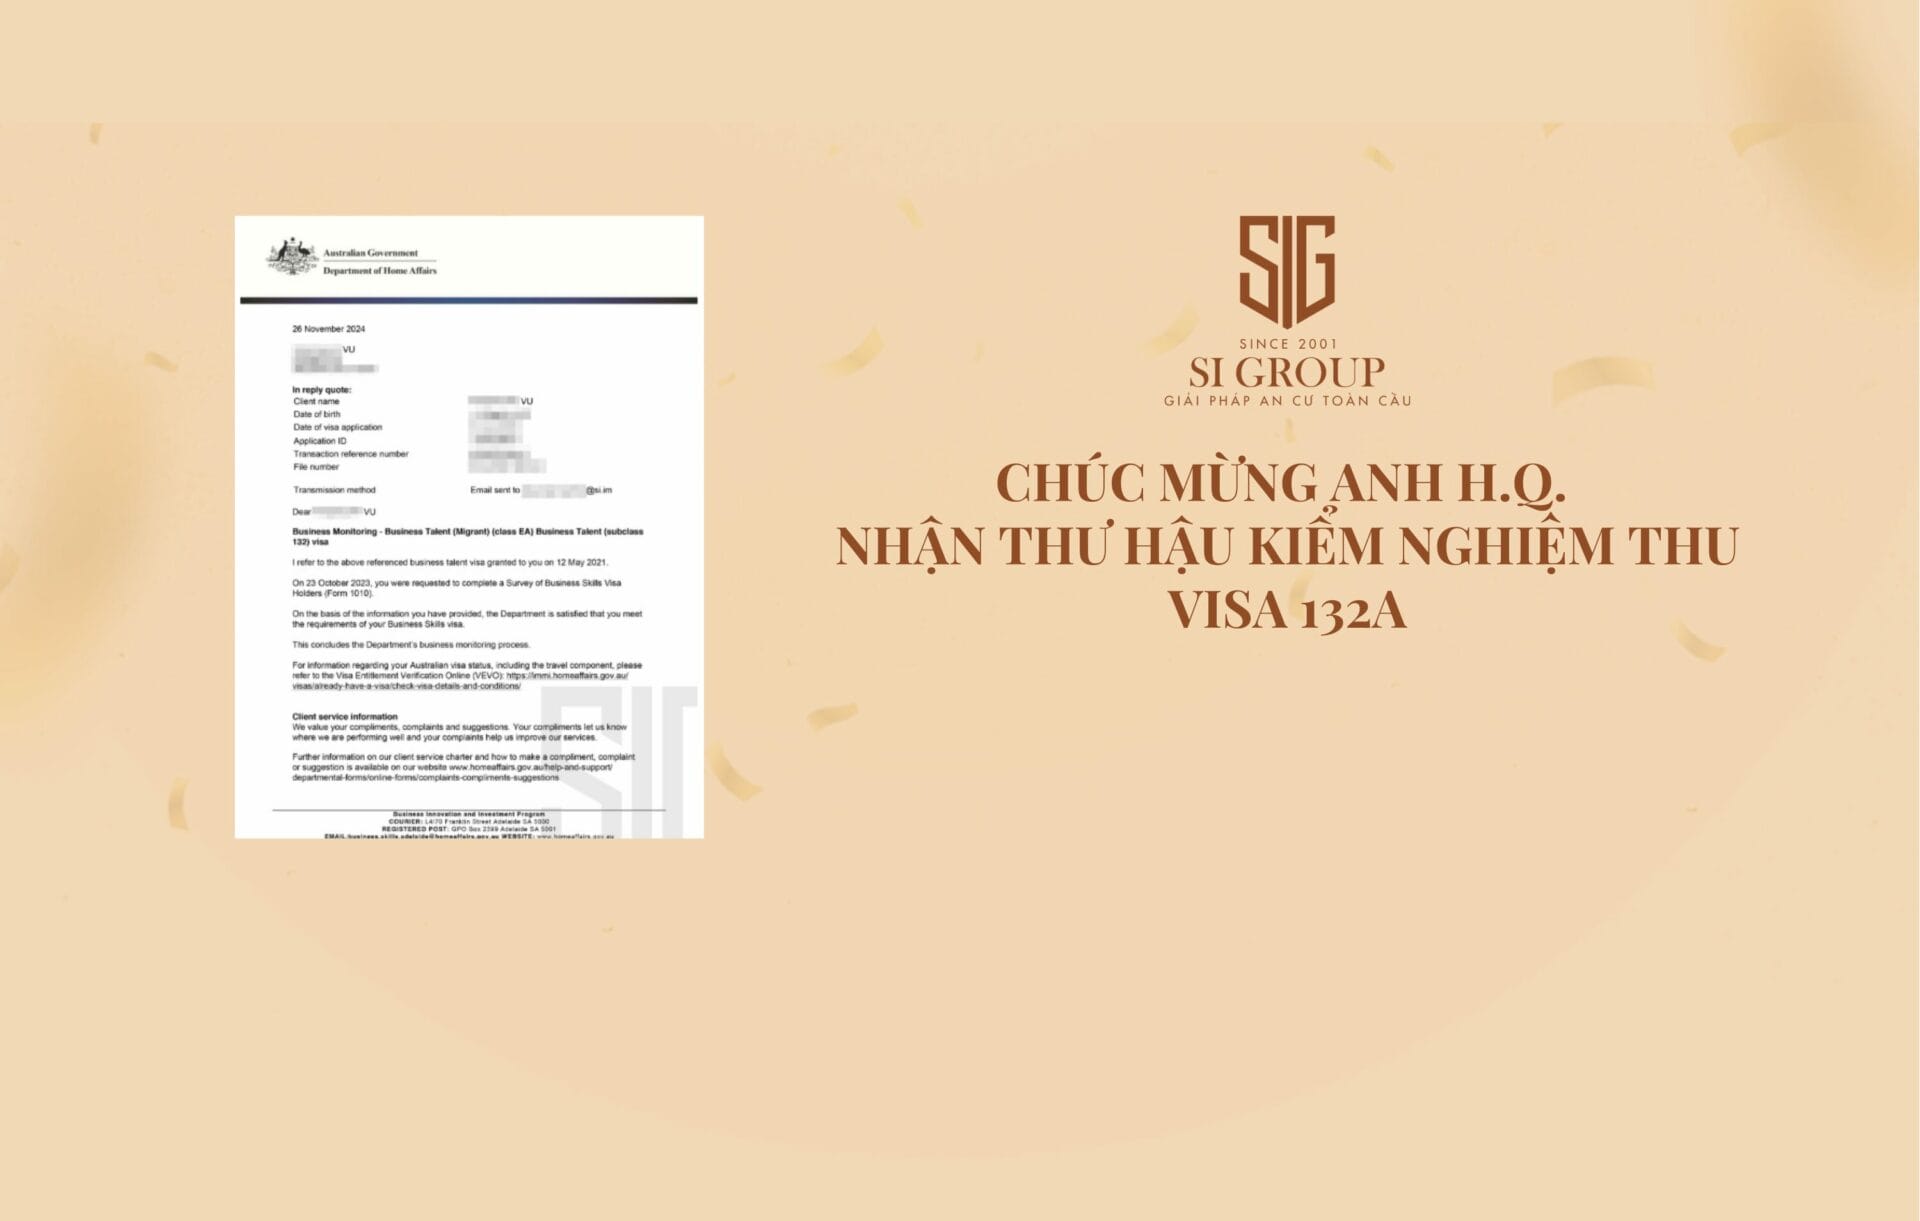 Australian Government
Department of Home Affairs
26 November 2024
VU
In reply quote:
Client name VU
Date of birth
Date of visa application
Application ID
Transaction reference number
File number
Transmission method Email sent to @si.im
Dear VU
Business Monitoring - Business Talent (Migrant) (class EA) Business Talent (subclass
132) visa
I refer to the above referenced business talent visa granted to you on 12 May 2021.
On 23 October 2023, you were requested to complete a Survey of Business Skills Visa
Holders (Form 1010).
On the basis of the information you have provided, the Department is satisfied that you meet
the requirements of your Business Skills visa.
This concludes the Department's business monitoring process.
For information regarding your Australian visa status, including the travel component, please
refer to the Visa Entitlement Verification Online (VEVO): https://immi.homeaffairs.gov.au/
visas/already-have-a-visa/check-visa-details-and-conditions/
Client service information
We value your compliments, complaints and suggestions. Your compliments let us know
where we are performing well and your complaints help us improve our services.
Further information on our client service charter and how to make a compliment, complaint
or suggestion is available on our website www.homeaffairs.gov.au/help-and-support/
departmental-forms/online-forms/complaints-compliments-suggestions
Business Innovation and Investment Program
COURIER: L4/70 Franklin Street Adelaide SA 5000
REGISTERED POST: GPO Box 2399 Adelaide SA 5001
EMAIL:business.skills.adelaide@homeaffairs.gov.au WEBSITE: www.homeaffairs.gov.au
SIG
SINCE 2001
SI GROUP
GIẢI PHÁP AN CƯ TOÀN CẦU
CHÚC MỪNG ANH H.Q.
NHẬN THƯ HẬU KIỂM NGHIỆM THU
VISA 132A